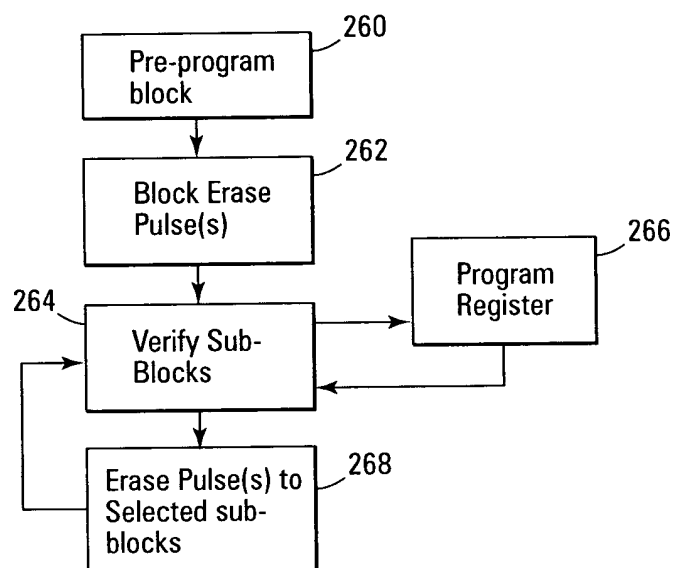 260
Pre-program
block
262
Block Erase
Pulse(s)
266
Program
Register
264
Verify Sub-
Blocks
268
Erase Pulse(s) to
Selected sub-
blocks